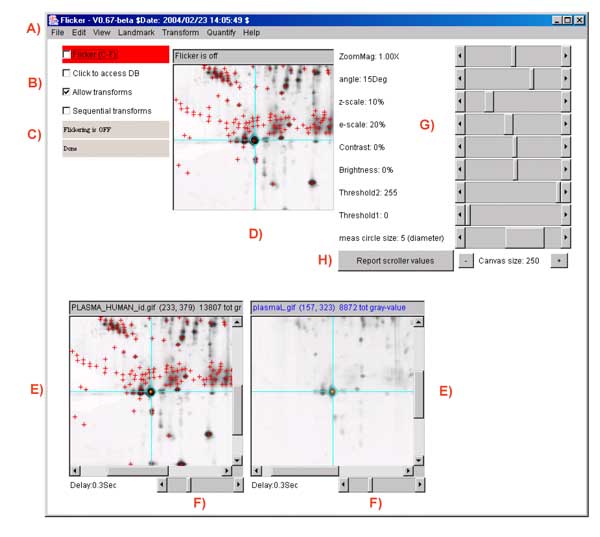 Flicker - V0.67-beta $Date: 2004/02/23 14:05:49 $
A)
File Edit View Landmark Transform Quantify Help
Flicker (C-F)
Flicker is off
ZoomMag: 1.00X
B)
Click to access DB
angle: 15Deg
Allow transforms
z-scale: 10%
Sequential transforms
e-scale: 20%
G)
C)
Flickering is OFF
Contrast: 0%
Done
Brightness: 0%
Threshold2: 255
Threshold1: 0
D)
meas circle size: 5 (diameter)
H)
Report scroller values
- Canvas size: 250 +
PLASMA_HUMAN_id.gif (233, 379) 13807 tot gr
plasmaL.gif (157, 323) 8872 tot gray-value
E)
E)
Delay:0.3Sec
Delay:0.3Sec
F)
F)